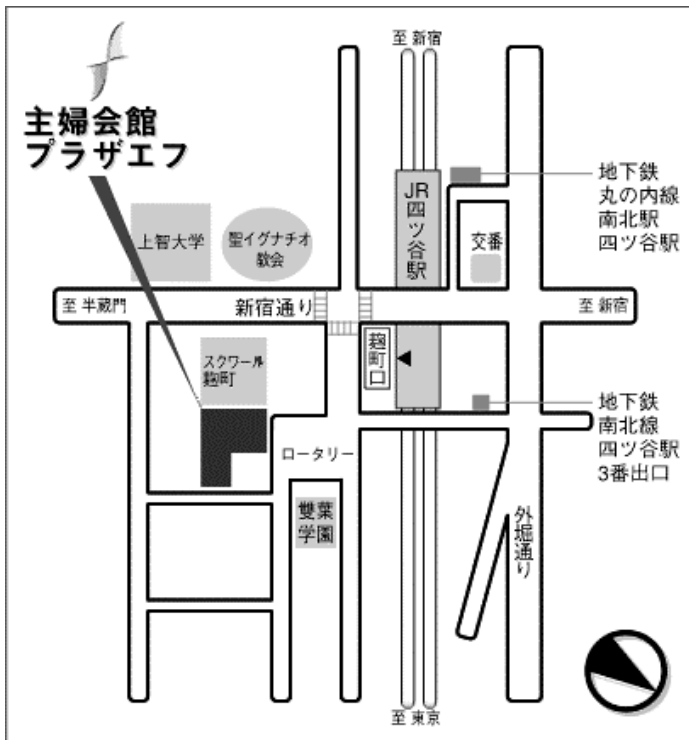 至 新宿
主婦会館
プラザエフ
JR四ツ谷駅
地下鉄
丸の内線
南北駅
四ツ谷駅
上智大学
聖イグナチオ
教会
交番
至 半蔵門
新宿通り
至 新宿
スクワール
麹町
麹町口
地下鉄
南北線
四ツ谷駅
3番出口
ロータリー
雙葉
学園
外堀通り
至 東京